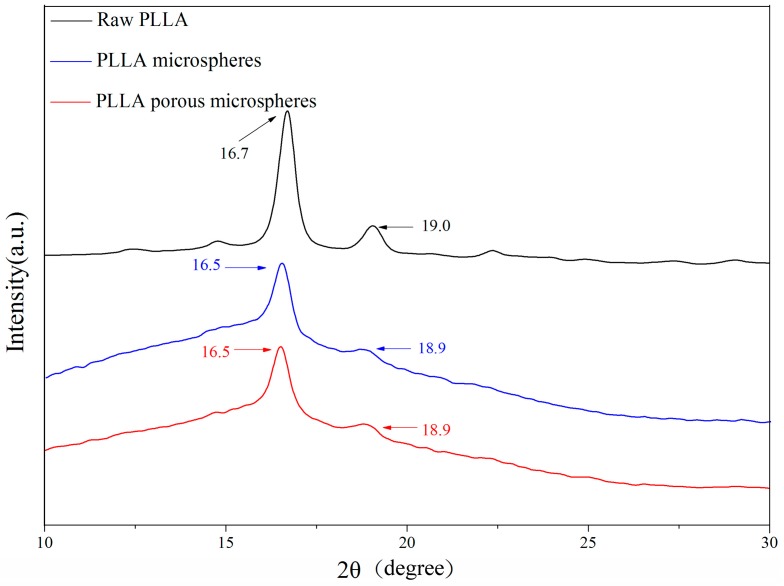 Raw PLLA
PLLA microspheres
PLLA porous microspheres
16.7
19.0
16.5
18.9
16.5
18.9
Intensity(a.u.)
10
15
20
25
30
2θ （degree）